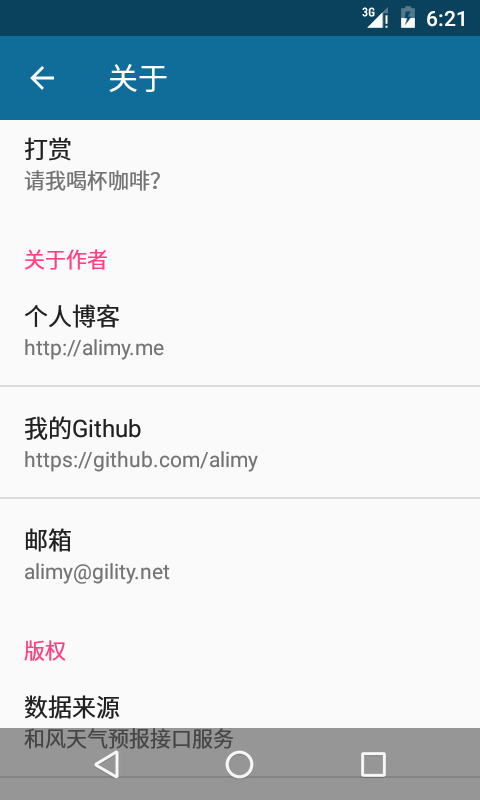 3G 6:21
关于
打赏
请我喝杯咖啡?
关于作者
个人博客
http://alimy.me
我的Github
https://github.com/alimy
邮箱
alimy@gility.net
版权
数据来源
和风天气预报接口服务